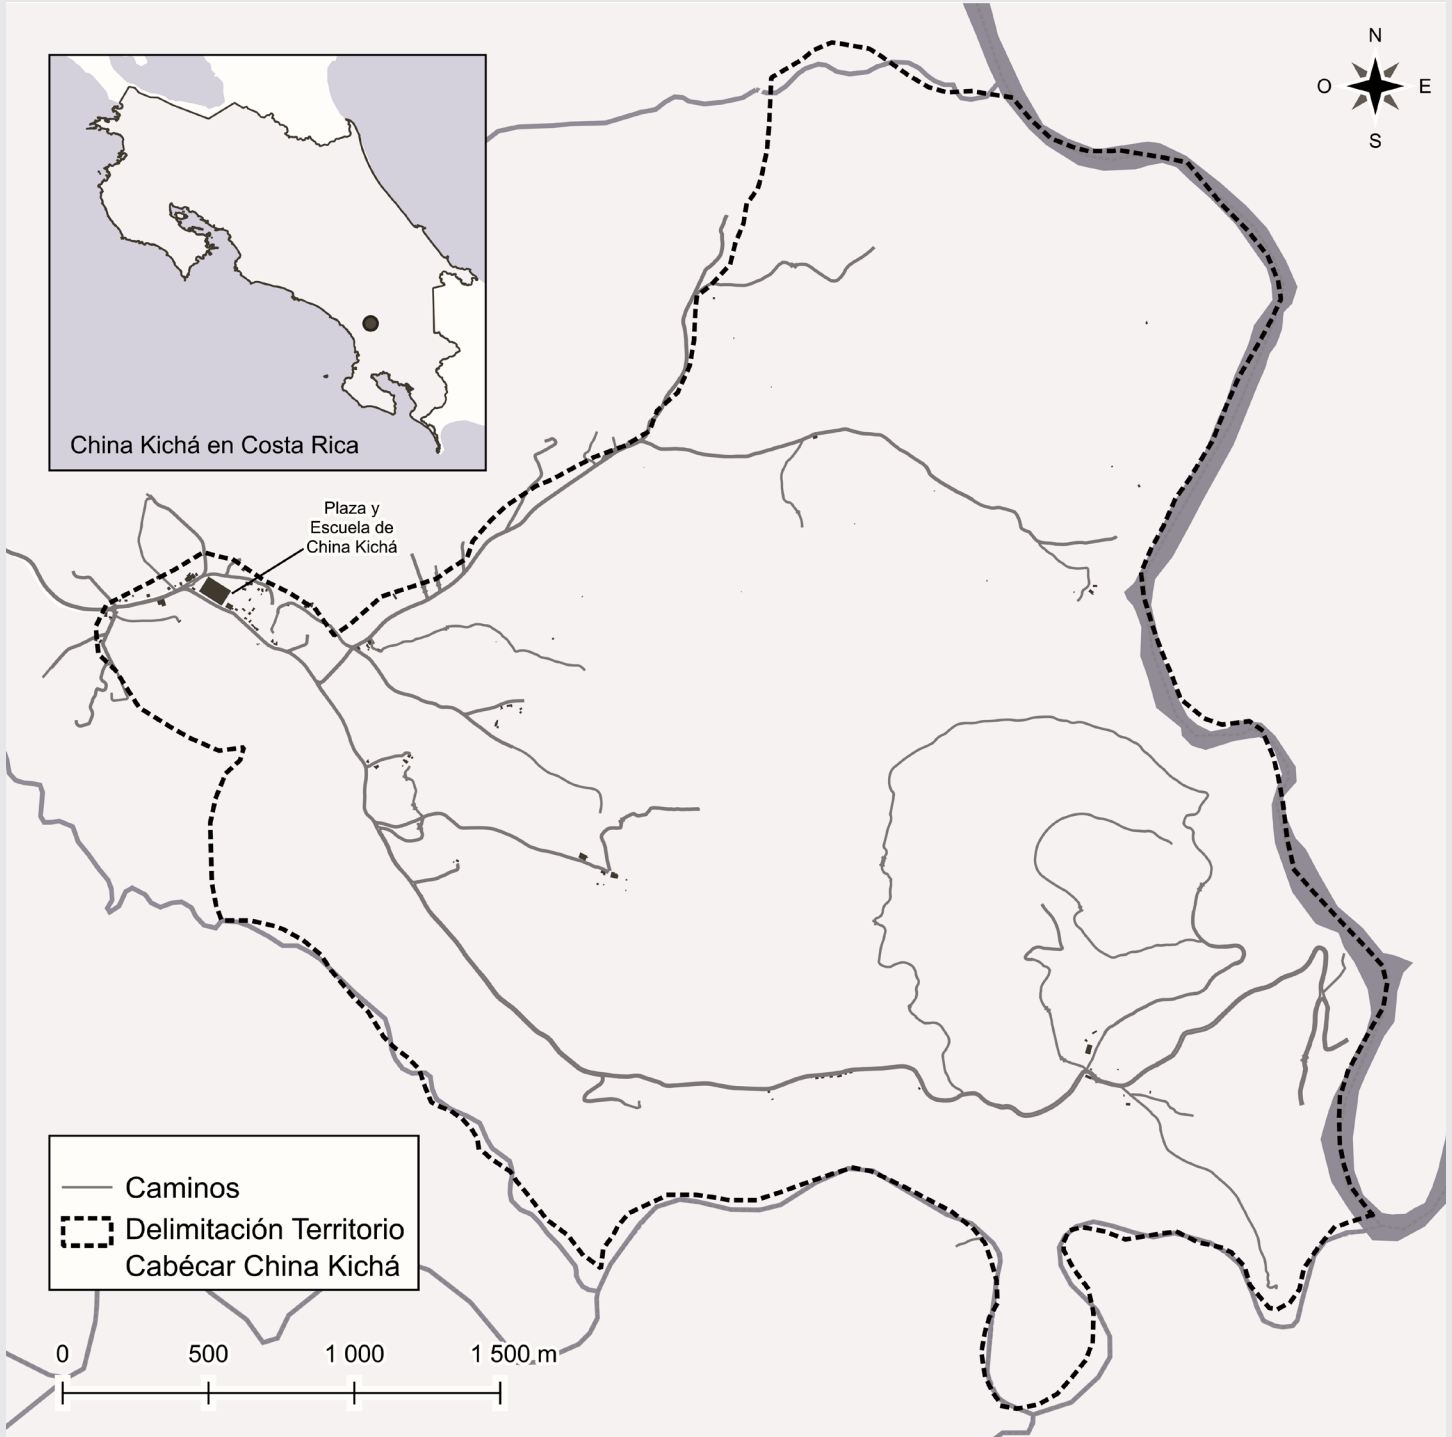 N
O
E
S
China Kichá en Costa Rica
Plaza y
Escuela de
China Kichá
Caminos
Delimitación Territorio
Cabécar China Kichá
0 500 1 000 1 500 m